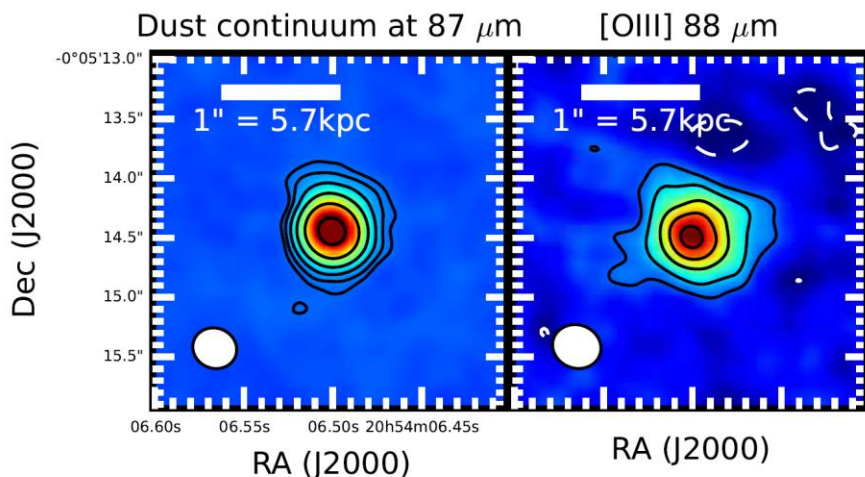 Dust continuum at 87 μm
[OIII] 88 μm
-0°05'13.0"
1" = 5.7kpc
1" = 5.7kpc
13.5"
14.0"
14.5"
15.0"
15.5"
Dec (J2000)
06.60s
06.55s
06.50s
20h54m06.45s
RA (J2000)
RA (J2000)